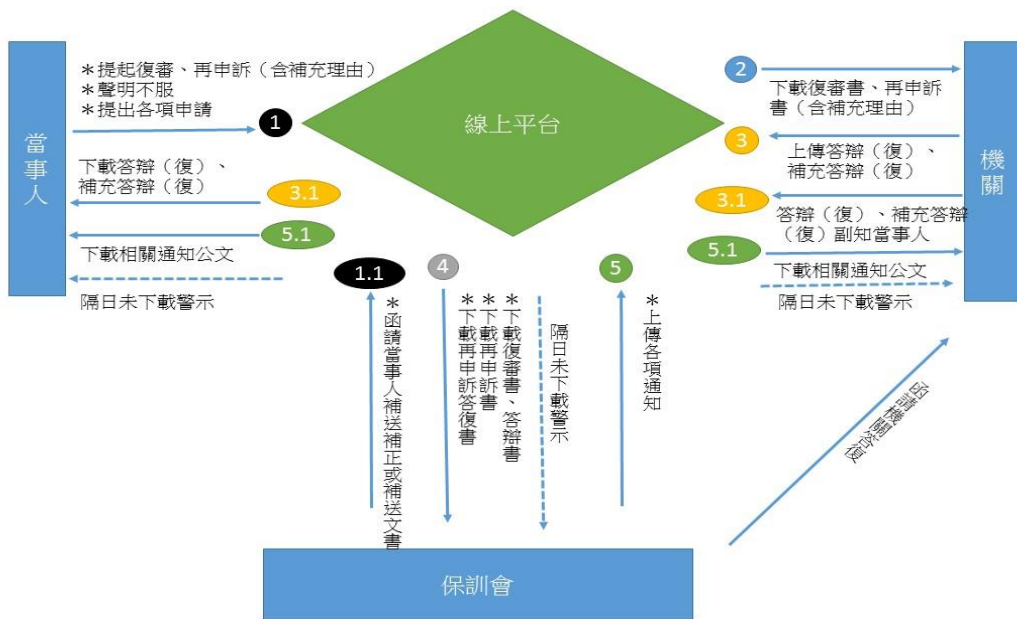 當事人
＊提起復審、再申訴（含補充理由）
＊聲明不服
＊提出各項申請
1
下載答辯（復）、
補充答辯（復）
3.1
5.1
下載相關通知公文
隔日未下載警示
線上平台
2
下載復審書、再申訴
書（含補充理由）
3
上傳答辯（復）、
補充答辯（復）
3.1
答辯（復）、補充答辯
（復）副知當事人
5.1
下載相關通知公文
隔日未下載警示
機關
1.1
＊函請當事人補送補正或補送文書
4
＊下載復審書、答辯書
＊下載再申訴書
＊下載再申訴答復書
隔日未下載警示
5
＊上傳各項通知
函請機關答復
保訓會